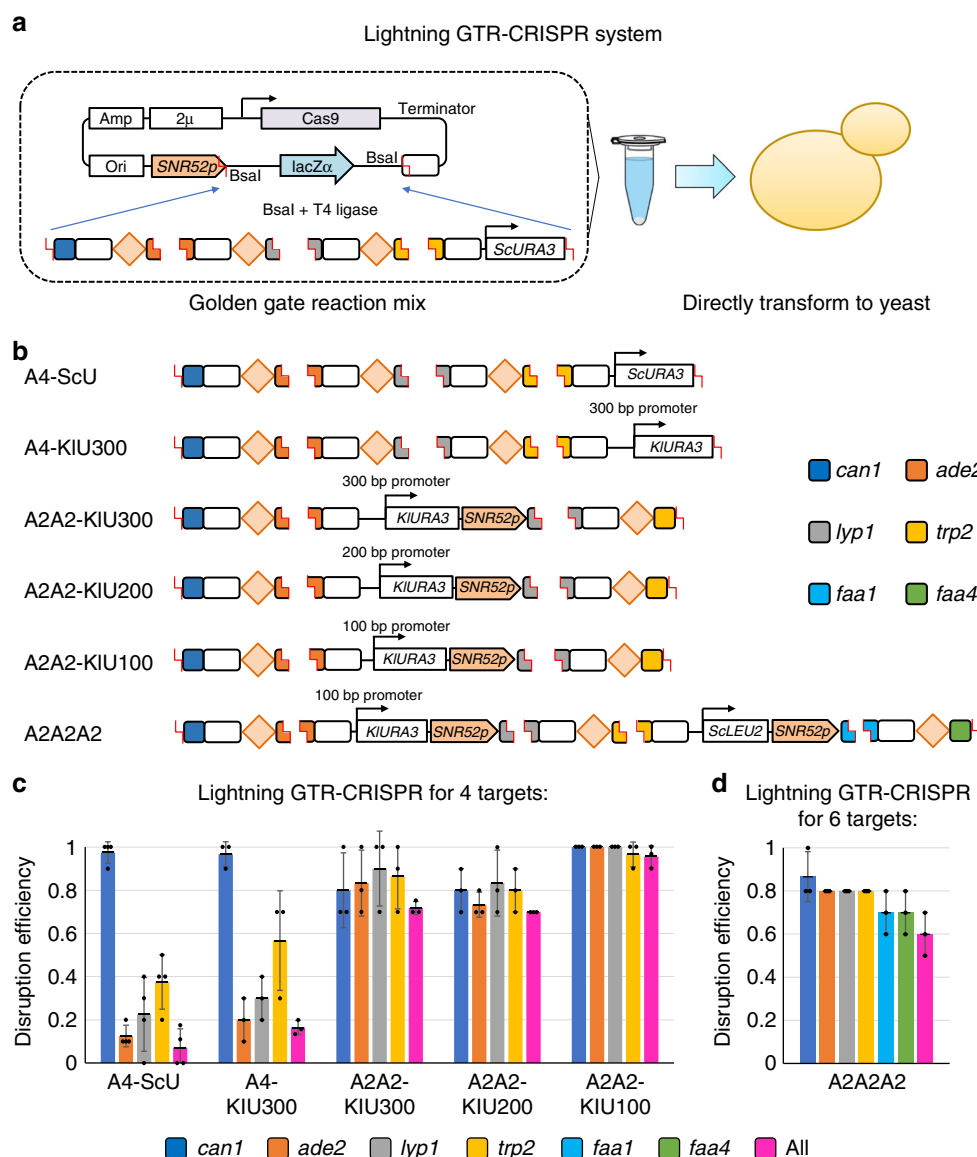 a
Lightning GTR-CRISPR system
Amp 2μ Cas9 Terminator
Ori SNR52p BsaI lacZα BsaI
BsaI + T4 ligase
ScURA3
Golden gate reaction mix
Directly transform to yeast
b
A4-ScU ScURA3
300 bp promoter
A4-KlU300 KlURA3
300 bp promoter
A2A2-KlU300 KlURA3 SNR52p
200 bp promoter
A2A2-KlU200 KlURA3 SNR52p
100 bp promoter
A2A2-KlU100 KlURA3 SNR52p
100 bp promoter
A2A2A2 KlURA3 SNR52p ScLEU2 SNR52p
can1 ade2
lyp1 trp2
faa1 faa4
c
Lightning GTR-CRISPR for 4 targets:
Disruption efficiency
1
0.8
0.6
0.4
0.2
0
A4-ScU
A4-KlU300
A2A2-KlU300
A2A2-KlU200
A2A2-KlU100
d
Lightning GTR-CRISPR
for 6 targets:
Disruption efficiency
1
0.8
0.6
0.4
0.2
0
A2A2A2
can1 ade2 lyp1 trp2 faa1 faa4 All